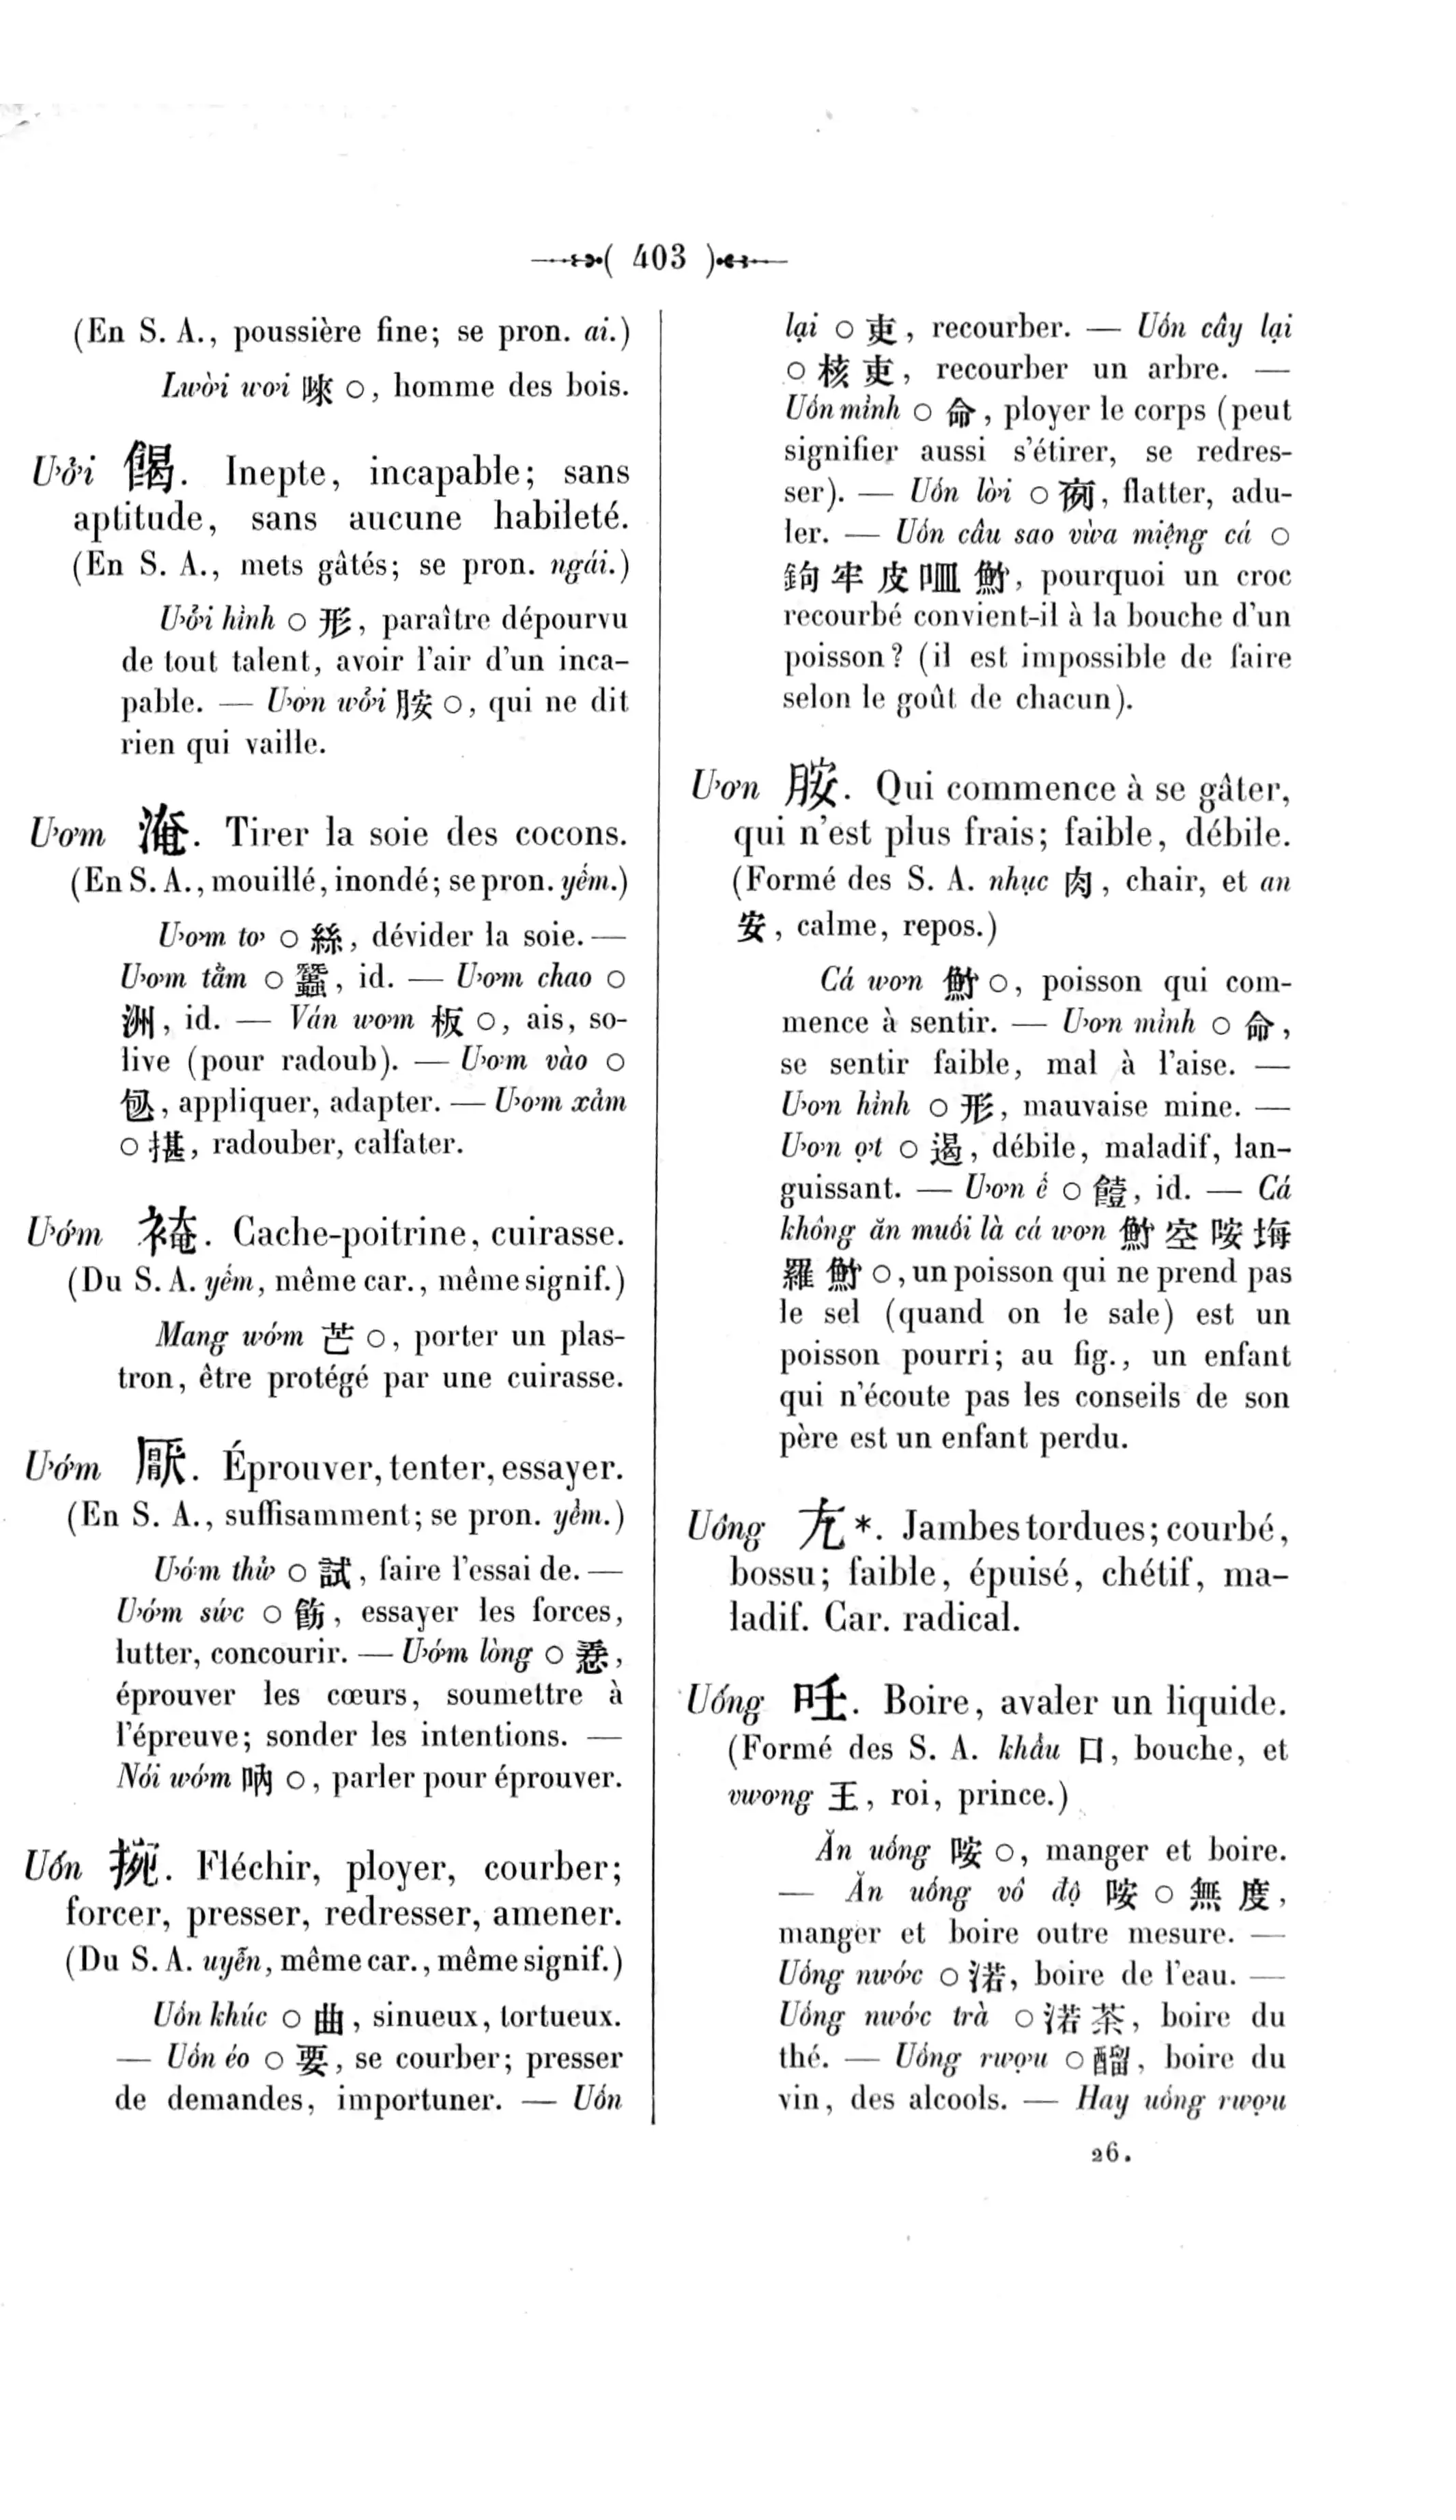 ( 403 )
(En S. A., poussière fine; se pron. ai.)
Lười ươi 𠻇 ○, homme des bois.
Ưởi 餲. Inepte, incapable; sans
aptitude, sans aucune habileté.
(En S. A., mets gâtés; se pron. ngái.)
Ưởi hình ○ 形, paraître dépourvu
de tout talent, avoir l'air d'un inca-
pable. — Ươn ưởi 胺 ○, qui ne dit
rien qui vaille.
Ươm 淹. Tirer la soie des cocons.
(En S. A., mouillé, inondé; se pron. yểm.)
Ươm tơ ○ 絲, dévider la soie. —
Ươm tằm ○ 蠶, id. — Ươm chao ○
洲, id. — Ván ươm 板 ○, ais, so-
live (pour radoub). — Ươm vào ○
, appliquer, adapter. — Ươm xảm
○ 揕, radouber, calfater.
Ướm 裺. Cache-poitrine, cuirasse.
(Du S. A. yểm, même car., même signif.)
Mang ướm 芒 ○, porter un plas-
tron, être protégé par une cuirasse.
Ướm 厭. Éprouver, tenter, essayer.
(En S. A., suffisamment; se pron. yểm.)
Ướm thử ○ 試, faire l'essai de. —
Ướm sức ○ 飭, essayer les forces,
lutter, concourir. — Ướm lòng ○ ,
éprouver les cœurs, soumettre à
l'épreuve; sonder les intentions. —
Nói ướm 吶 ○, parler pour éprouver.
Uốn 捥. Fléchir, ployer, courber;
forcer, presser, redresser, amener.
(Du S. A. uyển, même car., même signif.)
Uốn khúc ○ 曲, sinueux, tortueux.
— Uốn éo ○ 要, se courber; presser
de demandes, importuner. — Uốn
lại ○ 吏, recourber. — Uốn cây lại
○ 核 吏, recourber un arbre. —
Uốn mình ○ 命, ployer le corps (peut
signifier aussi s'étirer, se redres-
ser). — Uốn lời ○ , flatter, adu-
ler. — Uốn câu sao vừa miệng cá ○
鉤 牢 皮 𠰘 𩵜, pourquoi un croc
recourbé convient-il à la bouche d'un
poisson? (il est impossible de faire
selon le goût de chacun).
Ươn 胺. Qui commence à se gâter,
qui n'est plus frais; faible, débile.
(Formé des S. A. nhục 肉, chair, et an
安, calme, repos.)
Cá ươn 𩵜 ○, poisson qui com-
mence à sentir. — Ươn mình ○ 命,
se sentir faible, mal à l'aise. —
Ươn hình ○ 形, mauvaise mine. —
Ươn ợt ○ 遏, débile, maladif, lan-
guissant. — Ươn ế ○ 饐, id. — Cá
không ăn muối là cá ươn 𩵜 空 咹 𪉥
羅 𩵜 ○, un poisson qui ne prend pas
le sel (quand on le sale) est un
poisson pourri; au fig., un enfant
qui n'écoute pas les conseils de son
père est un enfant perdu.
Uông 尢*. Jambes tordues; courbé,
bossu; faible, épuisé, chétif, ma-
ladif. Car. radical.
Uống 旺. Boire, avaler un liquide.
(Formé des S. A. khẩu 口, bouche, et
vương 王, roi, prince.)
Ăn uống 咹 ○, manger et boire.
— Ăn uống vô độ 咹 ○ 無 度,
manger et boire outre mesure. —
Uống nước ○ 渃, boire de l'eau. —
Uống nước trà ○ 渃 茶, boire du
thé. — Uống rượu ○ 𨢇, boire du
vin, des alcools. — Hay uống rượu
26.